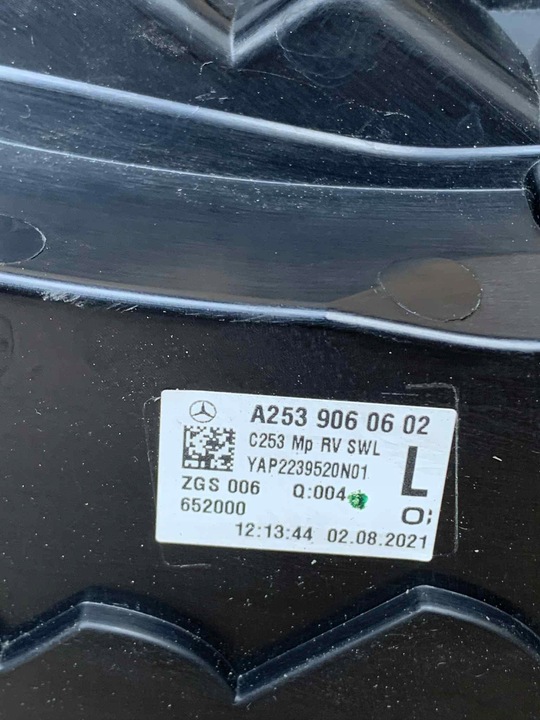 A253 906 06 02
C253 Mp RV SWL
YAP2239520N01
L
ZGS 006 Q:004
652000
O;
12:13:44 02.08.2021